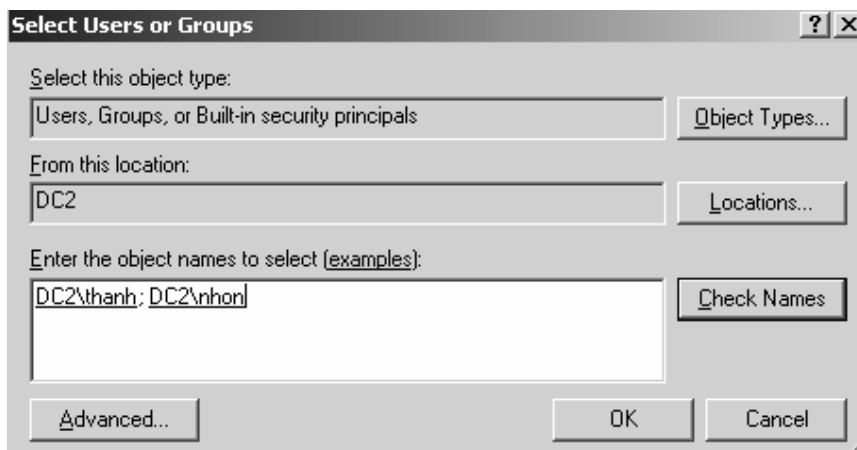 Select Users or Groups
Select this object type:
Users, Groups, or Built-in security principals
Object Types...
From this location:
DC2
Locations...
Enter the object names to select (examples):
DC2\thanh; DC2\nhon
Check Names
Advanced...
OK
Cancel